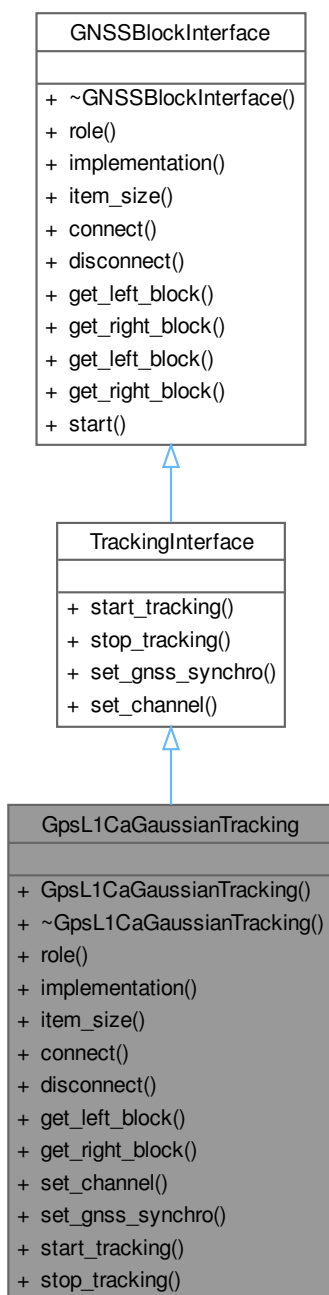 GNSSBlockInterface
+ ~GNSSBlockInterface()
+ role()
+ implementation()
+ item_size()
+ connect()
+ disconnect()
+ get_left_block()
+ get_right_block()
+ get_left_block()
+ get_right_block()
+ start()
TrackingInterface
+ start_tracking()
+ stop_tracking()
+ set_gnss_synchro()
+ set_channel()
GpsL1CaGaussianTracking
+ GpsL1CaGaussianTracking()
+ ~GpsL1CaGaussianTracking()
+ role()
+ implementation()
+ item_size()
+ connect()
+ disconnect()
+ get_left_block()
+ get_right_block()
+ set_channel()
+ set_gnss_synchro()
+ start_tracking()
+ stop_tracking()